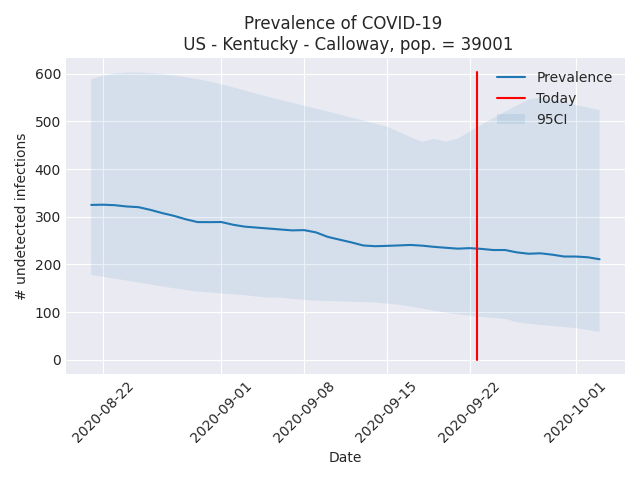 Prevalence of COVID-19
US - Kentucky - Calloway, pop. = 39001
Prevalence
Today
95CI
600
500
400
300
200
100
0
# undetected infections
2020-08-22
2020-09-01
2020-09-08
2020-09-15
2020-09-22
2020-10-01
Date